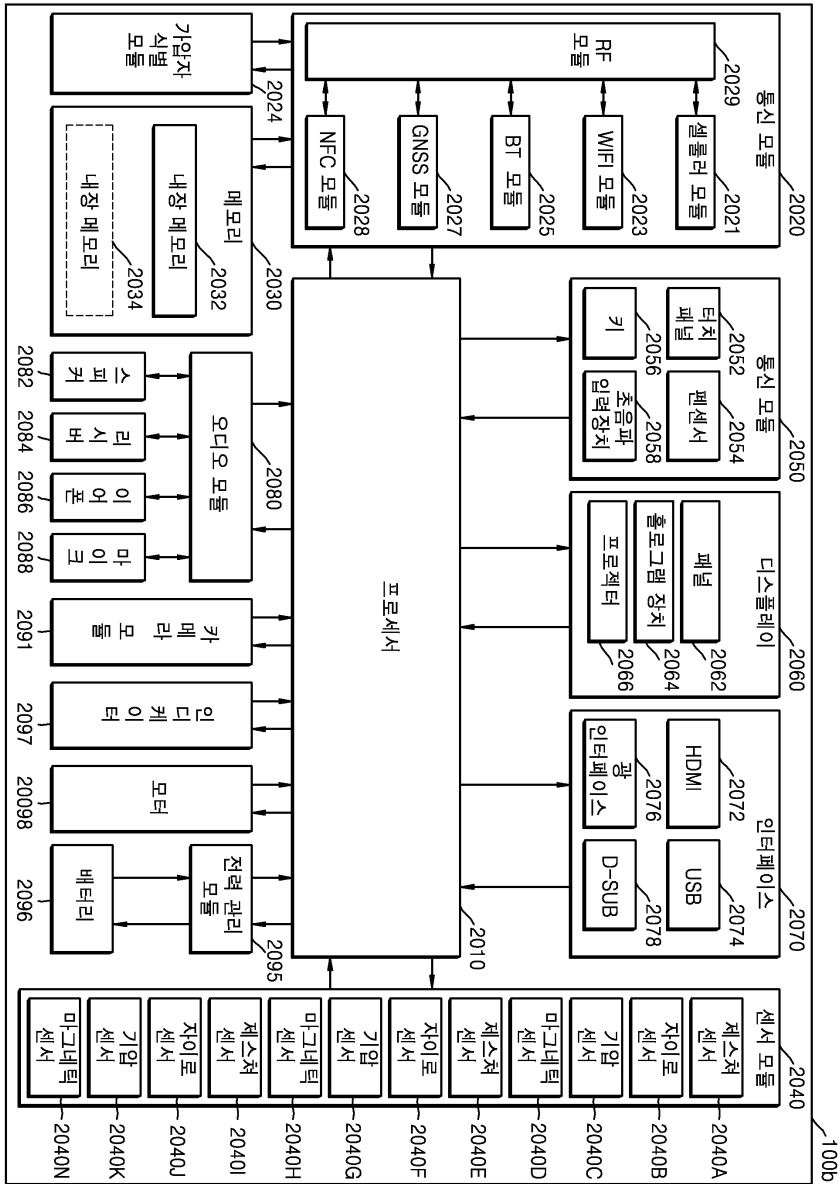 100b
통신 모듈
2020
RF
모듈
2029
셀룰러 모듈
2021
WIFI 모듈
2023
BT 모듈
2025
GNSS 모듈
2027
NFC 모듈
2028
가압자
식별
모듈
2024
메모리
2030
내장 메모리
2032
내장 메모리
2034
통신 모듈
2050
터치
패널
2052
펜센서
2054
키
2056
초음파
입력장치
2058
디스플레이
2060
패널
2062
홀로그램 장치
2064
프로젝터
2066
인터페이스
2070
HDMI
2072
USB
2074
광
인터페이스
2076
D-SUB
2078
프로세서
2010
오디오 모듈
2080
스피커
2082
리시버
2084
이어폰
2086
마이크
2088
카메라 모듈
2091
인디케이터
2097
모터
20098
전력 관리
모듈
2095
배터리
2096
센서 모듈
2040
제스쳐
센서
2040A
자이로
센서
2040B
기압
센서
2040C
마그네틱
센서
2040D
제스쳐
센서
2040E
자이로
센서
2040F
기압
센서
2040G
마그네틱
센서
2040H
제스쳐
센서
2040I
자이로
센서
2040J
기압
센서
2040K
마그네틱
센서
2040N